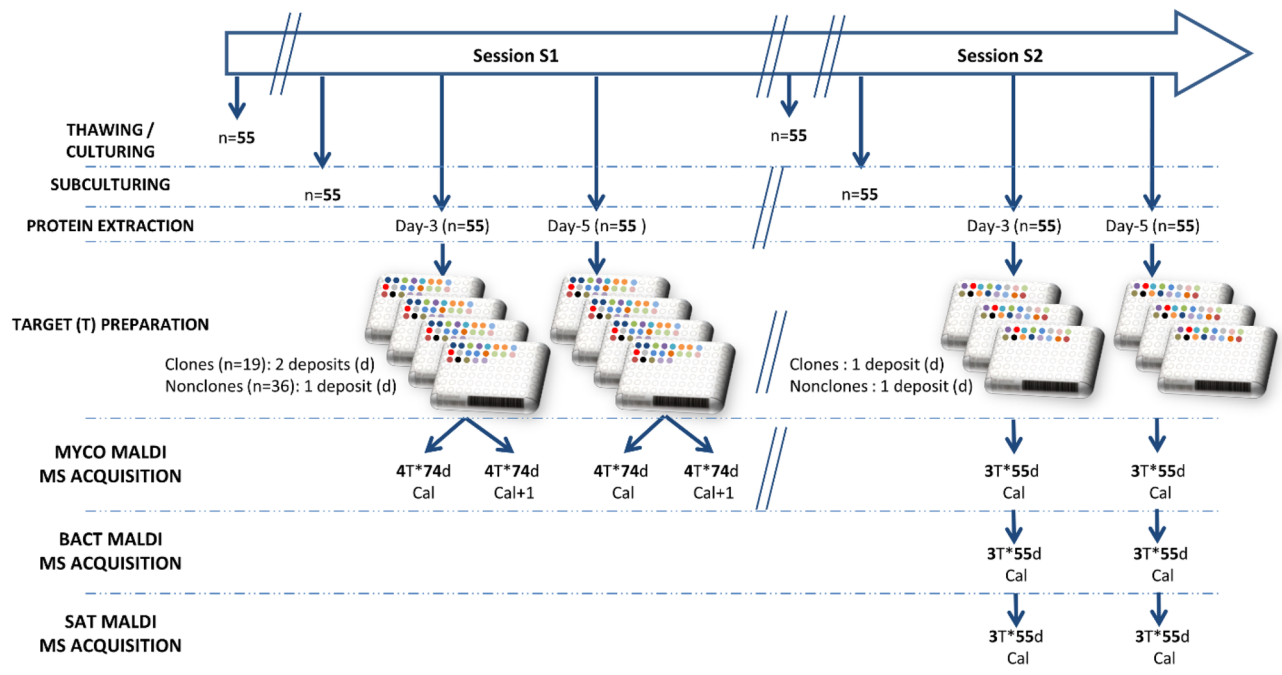 Session S1
Session S2
THAWING /
CULTURING
n=55
n=55
SUBCULTURING
n=55
n=55
PROTEIN EXTRACTION
Day-3 (n=55)
Day-5 (n=55 )
Day-3 (n=55)
Day-5 (n=55)
TARGET (T) PREPARATION
Clones (n=19): 2 deposits (d)
Nonclones (n=36): 1 deposit (d)
Clones : 1 deposit (d)
Nonclones : 1 deposit (d)
MYCO MALDI
MS ACQUISITION
4T*74d
Cal
4T*74d
Cal+1
4T*74d
Cal
4T*74d
Cal+1
3T*55d
Cal
3T*55d
Cal
BACT MALDI
MS ACQUISITION
3T*55d
Cal
3T*55d
Cal
SAT MALDI
MS ACQUISITION
3T*55d
Cal
3T*55d
Cal